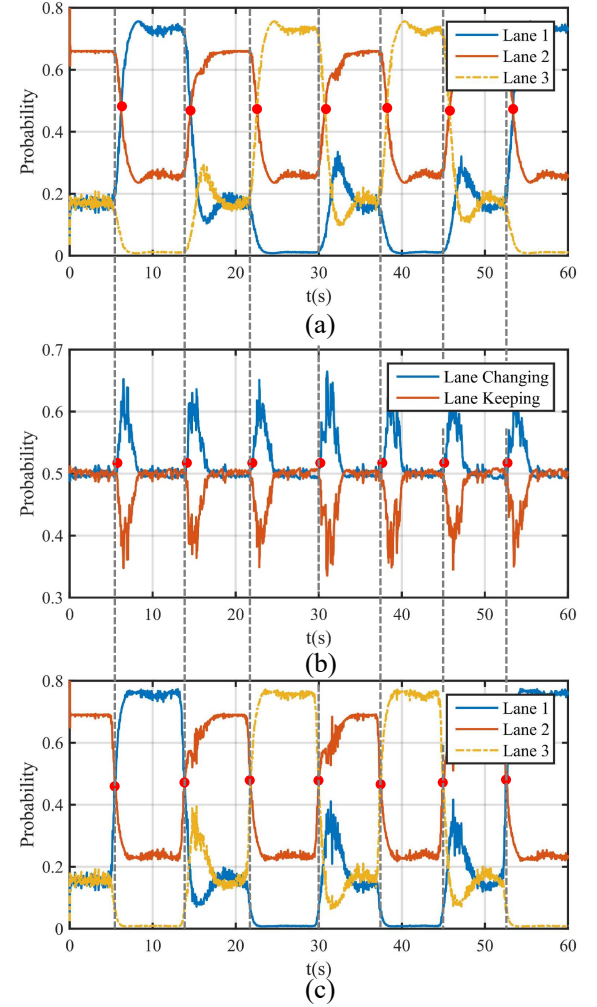 0.8
0.6
0.4
0.2
0
Probability
Lane 1
Lane 2
Lane 3
0 10 20 30 40 50 60
t(s)
(a)
0.7
0.6
0.5
0.4
0.3
Probability
Lane Changing
Lane Keeping
0 10 20 30 40 50 60
t(s)
(b)
0.8
0.6
0.4
0.2
0
Probability
Lane 1
Lane 2
Lane 3
0 10 20 30 40 50 60
t(s)
(c)